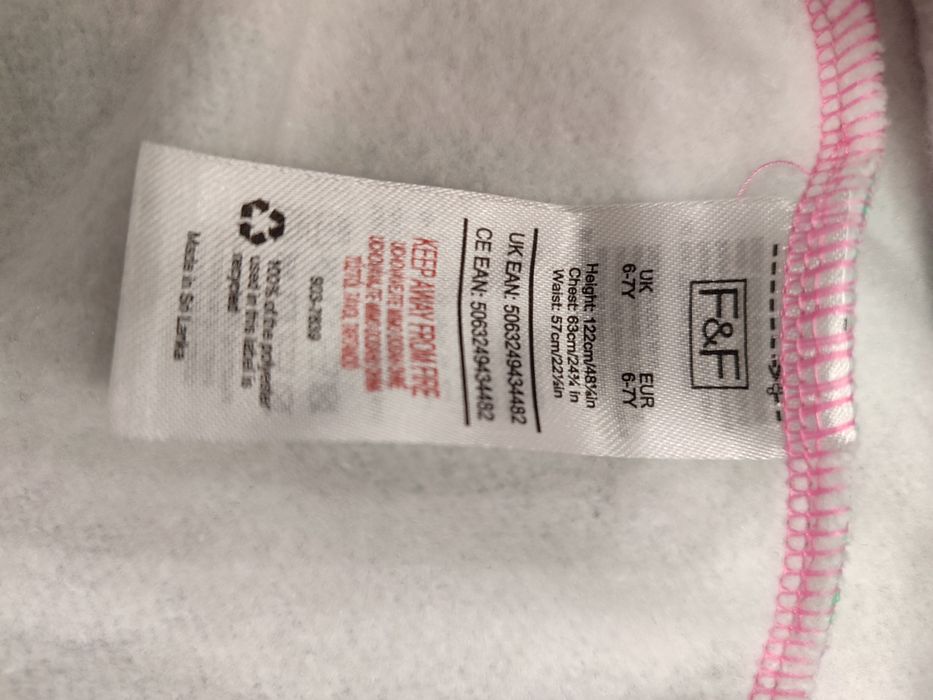 F&F
UK EUR
6-7Y 6-7Y
Height: 122cm/48¼in
Chest: 63cm/24¾ in
Waist: 57cm/22½in
UK EAN: 5063249434482
CE EAN: 5063249434482
KEEP AWAY FROM FIRE
100% of the polyester
used in this label is
recycled
Made in Sri Lanka